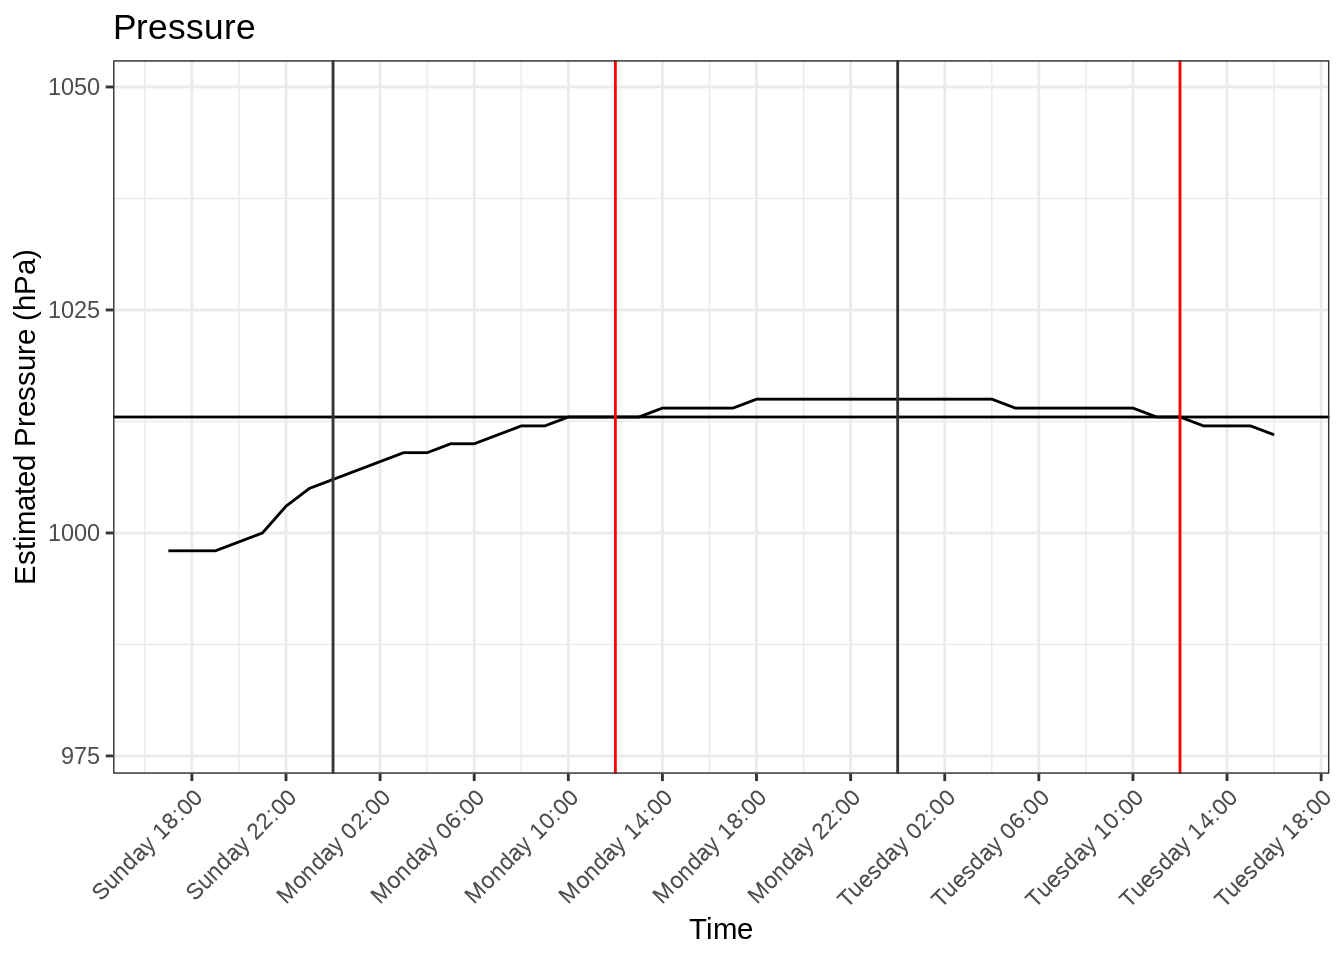 Pressure
Estimated Pressure (hPa)
1050
1025
1000
975
Sunday 18:00
Sunday 22:00
Monday 02:00
Monday 06:00
Monday 10:00
Monday 14:00
Monday 18:00
Monday 22:00
Tuesday 02:00
Tuesday 06:00
Tuesday 10:00
Tuesday 14:00
Tuesday 18:00
Time